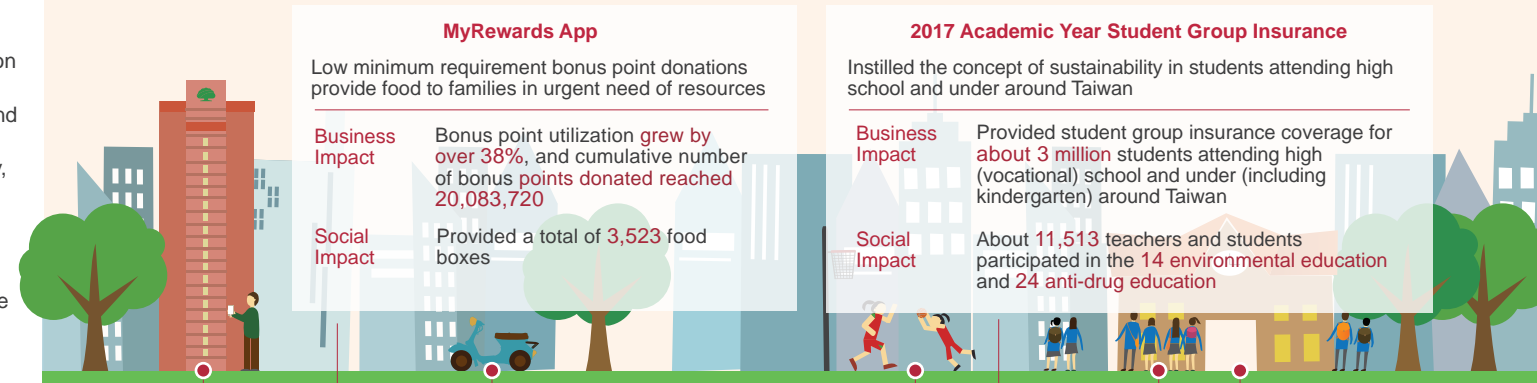 on
nd
y,
e
MyRewards App
Low minimum requirement bonus point donations
provide food to families in urgent need of resources
Business
Impact
Bonus point utilization grew by
over 38%, and cumulative number
of bonus points donated reached
20,083,720
Social
Impact
Provided a total of 3,523 food
boxes
2017 Academic Year Student Group Insurance
Instilled the concept of sustainability in students attending high
school and under around Taiwan
Business
Impact
Provided student group insurance coverage for
about 3 million students attending high
(vocational) school and under (including
kindergarten) around Taiwan
Social
Impact
About 11,513 teachers and students
participated in the 14 environmental education
and 24 anti-drug education